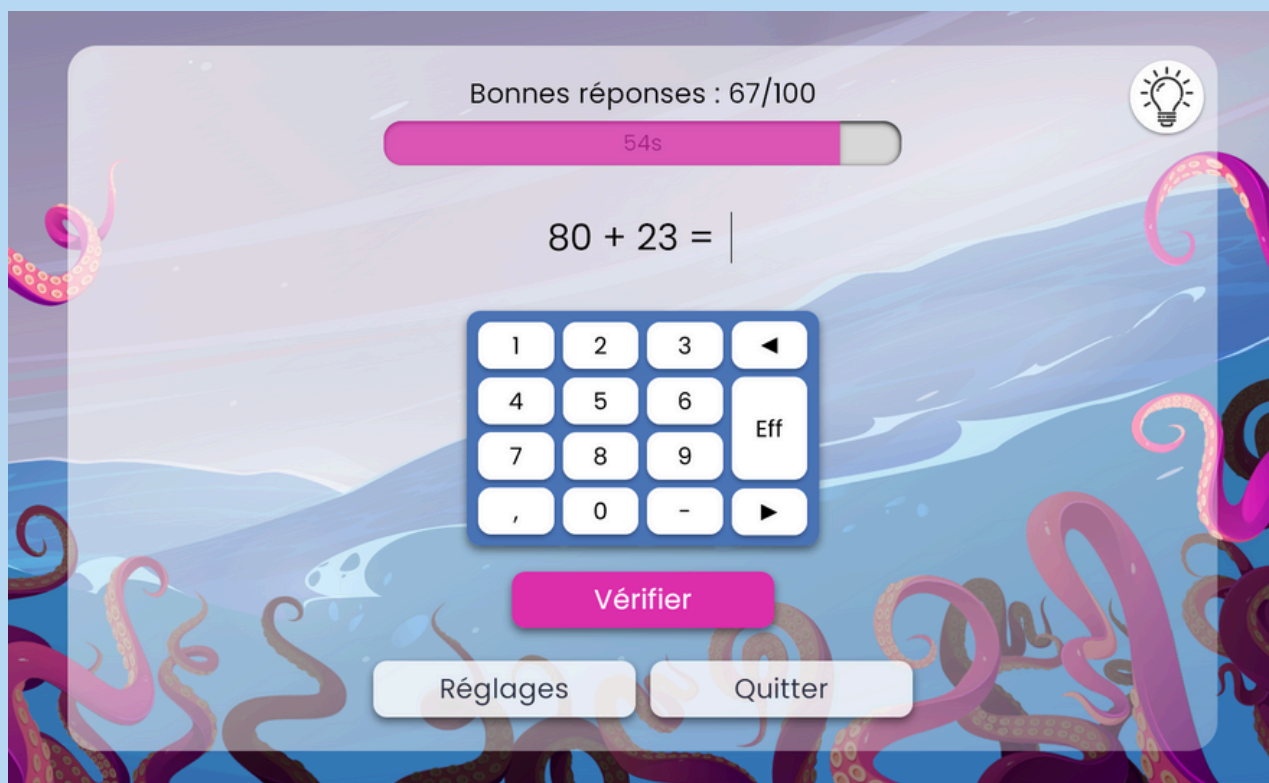 Bonnes réponses : 67/100
54s
80 + 23 =
1 2 3 ◄
4 5 6
Eff
7 8 9
, 0 - ►
Vérifier
Réglages Quitter